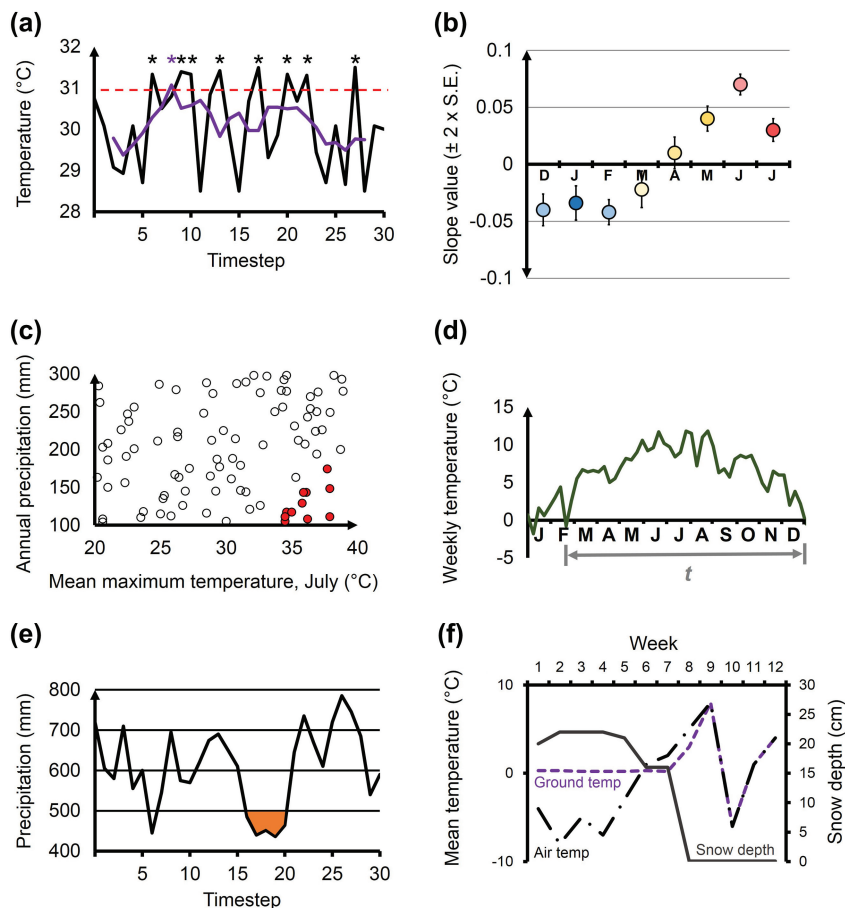 (a)
Temperature (°C)
32
31
30
29
28
* * * * * * * * *
5 10 15 20 25 30
Timestep
(b)
Slope value (± 2 x S.E.)
0.1
0.05
0
-0.05
-0.1
D J F M A M J J
(c)
Annual precipitation (mm)
300
250
200
150
100
20 25 30 35 40
Mean maximum temperature, July (°C)
(d)
Weekly temperature (°C)
15
10
5
0
-5
J F M A M J J A S O N D
t
(e)
Precipitation (mm)
800
700
600
500
400
5 10 15 20 25 30
Timestep
(f)
Week
1 2 3 4 5 6 7 8 9 10 11 12
Mean temperature (°C)
10
0
-10
Ground temp
Air temp
Snow depth
30
25
20
15
10
5
0
Snow depth (cm)